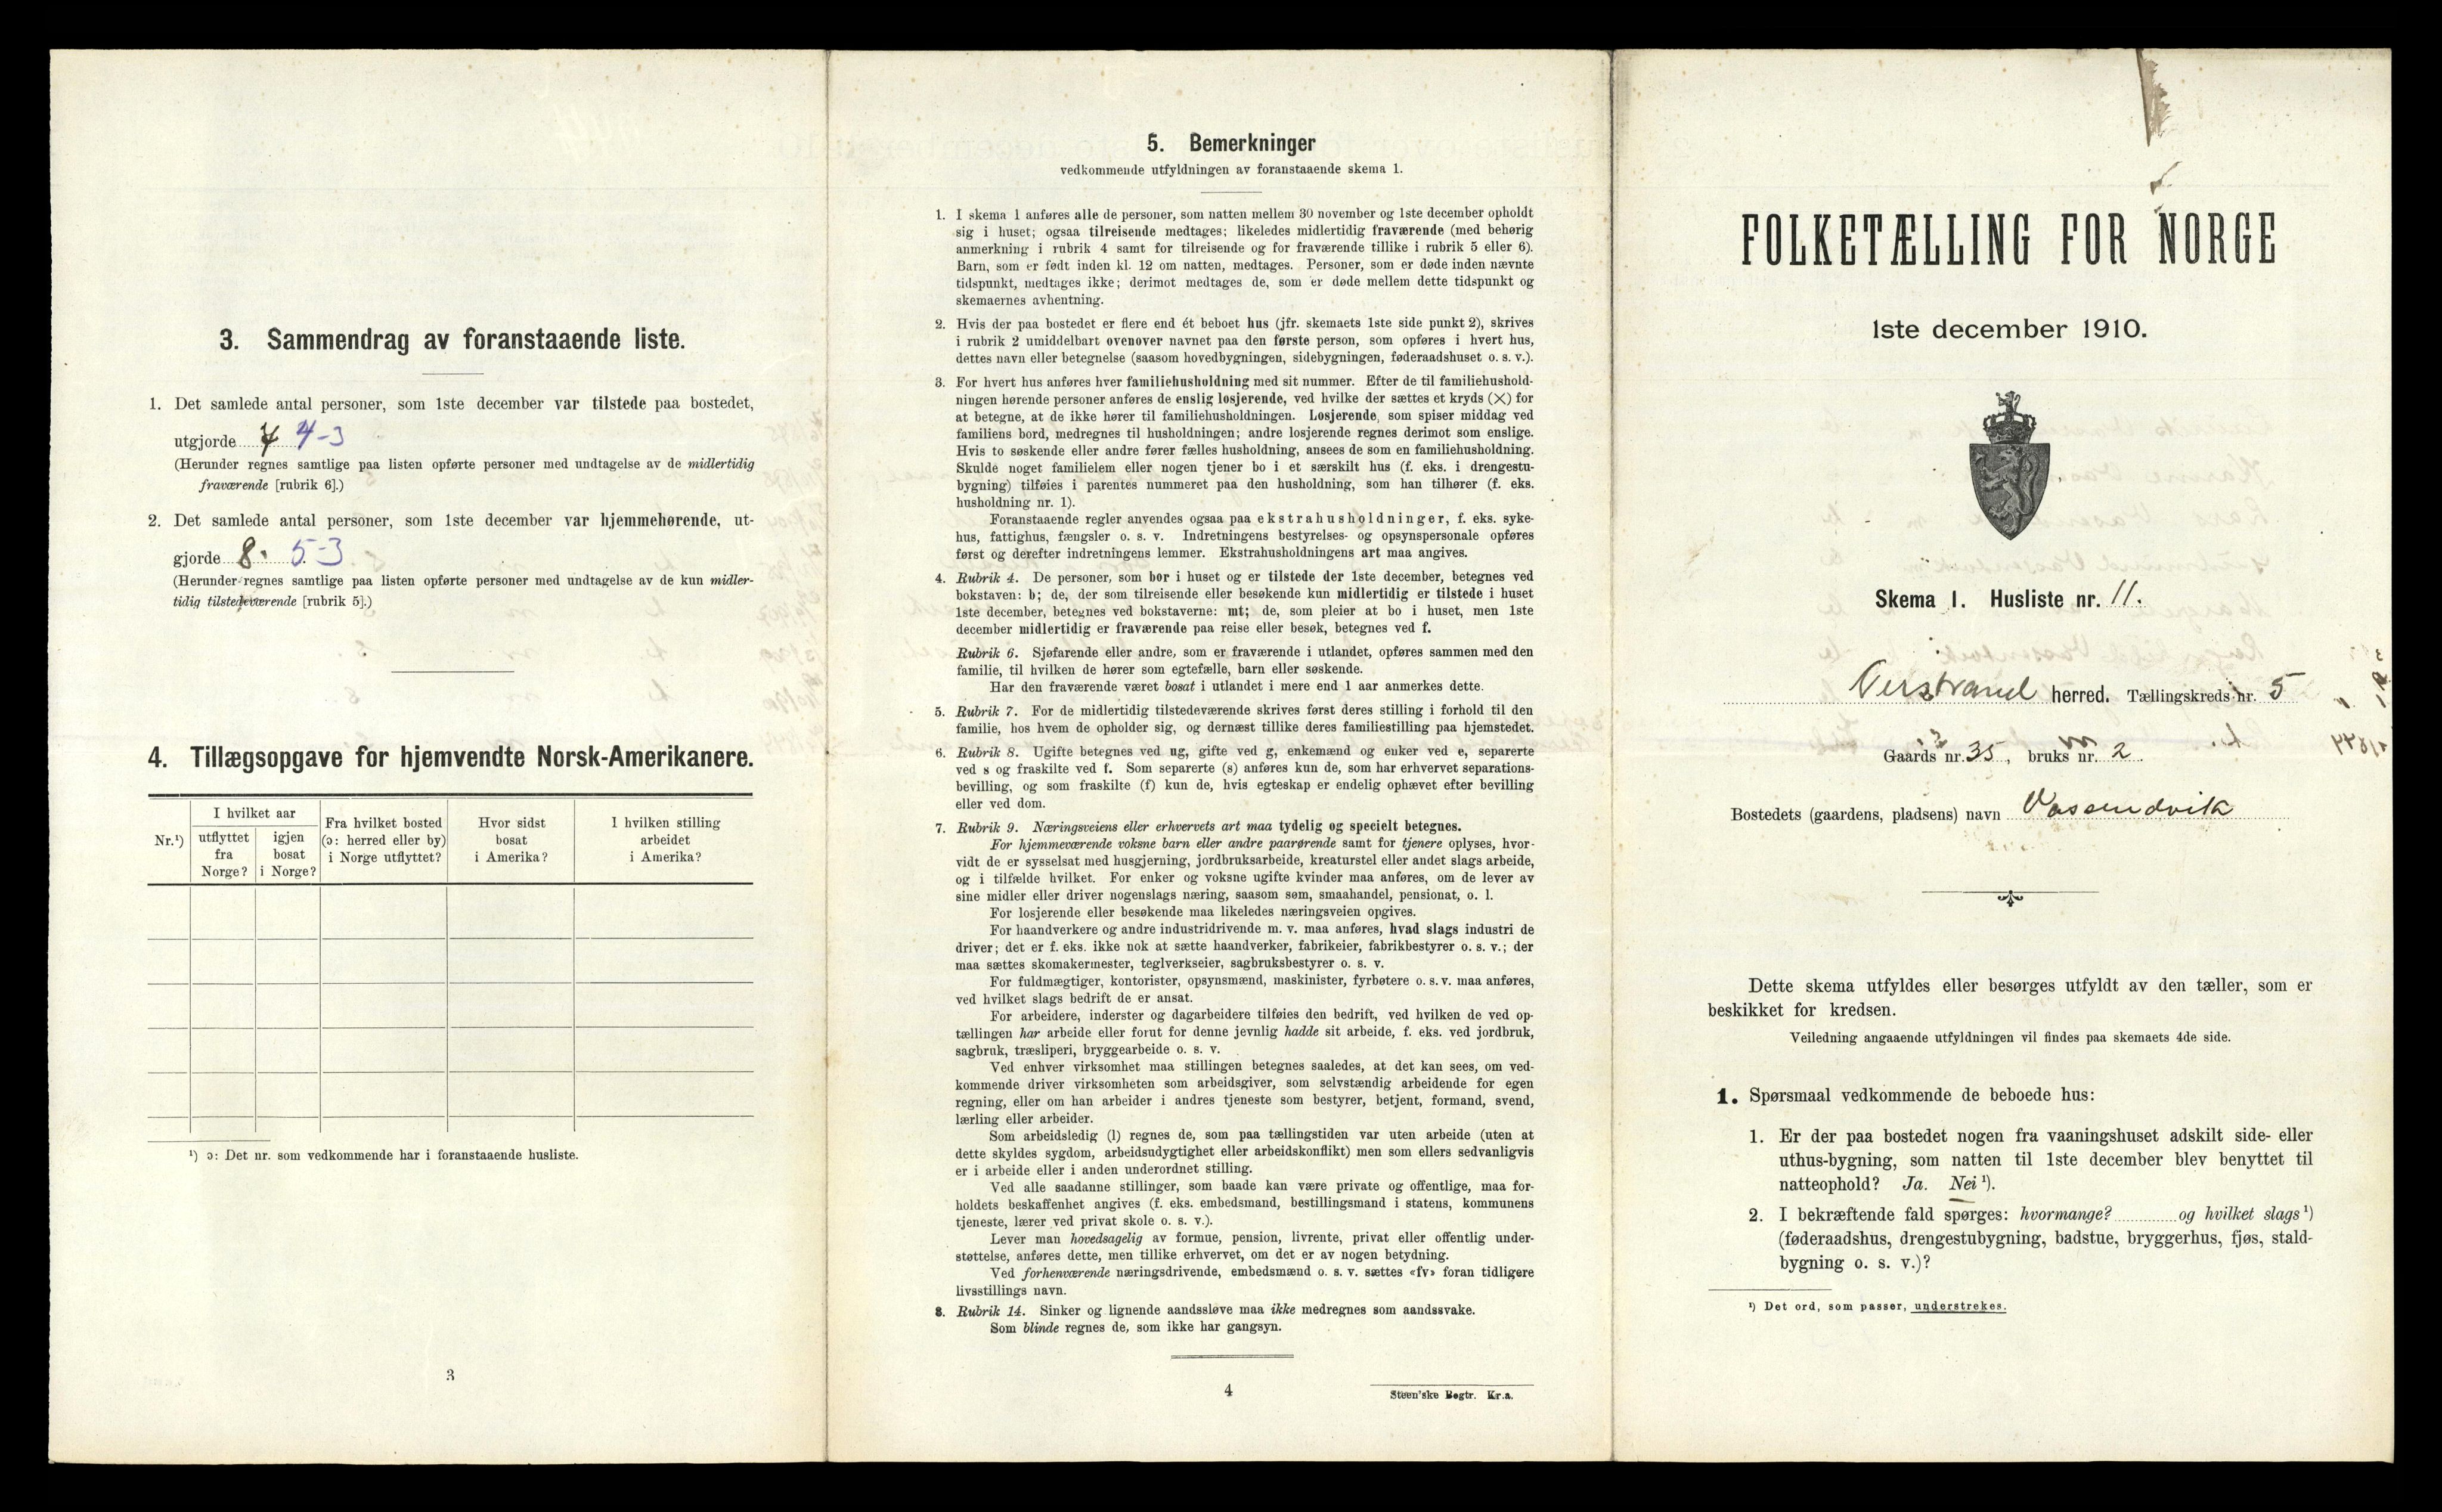 3. Sammendrag av foranstaaende liste.
1. Det samlede antal personer, som 1ste december var tilstede paa bostedet,
utgjorde 7 4-3
(Herunder regnes samtlige paa listen opførte personer med undtagelse av de midlertidig
fraværende [rubrik 6].)
2. Det samlede antal personer, som 1ste december var hjemmehørende, ut-
gjorde 8. 5-3
(Herunder regnes samtlige paa listen opførte personer med undtagelse av de kun midler-
tidig tilstedeværende [rubrik 5].)
4. Tillægsopgave for hjemvendte Norsk-Amerikanere.
Nr.¹)
I hvilket aar
utflyttet
fra
Norge?
igjen
bosat
i Norge?
Fra hvilket bosted
(ɔ: herred eller by)
i Norge utflyttet?
Hvor sidst
bosat
i Amerika?
I hvilken stilling
arbeidet
i Amerika?
¹) ɔ: Det nr. som vedkommende har i foranstaaende husliste.
3
5. Bemerkninger
vedkommende utfyldningen av foranstaaende skema 1.
1. I skema 1 anføres alle de personer, som natten mellem 30 november og 1ste december opholdt
sig i huset; ogsaa tilreisende medtages; likeledes midlertidig fraværende (med behørig
anmerkning i rubrik 4 samt for tilreisende og for fraværende tillike i rubrik 5 eller 6).
Barn, som er født inden kl. 12 om natten, medtages. Personer, som er døde inden nævnte
tidspunkt, medtages ikke; derimot medtages de, som er døde mellem dette tidspunkt og
skemaernes avhentning.
2. Hvis der paa bostedet er flere end ét beboet hus (jfr. skemaets 1ste side punkt 2), skrives
i rubrik 2 umiddelbart ovenover navnet paa den første person, som opføres i hvert hus,
dettes navn eller betegnelse (saasom hovedbygningen, sidebygningen, føderaadshuset o. s. v.).
3. For hvert hus anføres hver familiehusholdning med sit nummer. Efter de til familiehushold-
ningen hørende personer anføres de enslig losjerende, ved hvilke der sættes et kryds (×) for
at betegne, at de ikke hører til familiehusholdningen. Losjerende, som spiser middag ved
familiens bord, medregnes til husholdningen; andre losjerende regnes derimot som enslige.
Hvis to søskende eller andre fører fælles husholdning, ansees de som en familiehusholdning.
Skulde noget familielem eller nogen tjener bo i et særskilt hus (f. eks. i drengestu-
bygning) tilføies i parentes nummeret paa den husholdning, som han tilhører (f. eks.
husholdning nr. 1).
Foranstaaende regler anvendes ogsaa paa ekstrahusholdninger, f. eks. syke-
hus, fattighus, fængsler o. s. v. Indretningens bestyrelses- og opsynspersonale opføres
først og derefter indretningens lemmer. Ekstrahusholdningens art maa angives.
4. Rubrik 4. De personer, som bor i huset og er tilstede der 1ste december, betegnes ved
bokstaven: b; de, der som tilreisende eller besøkende kun midlertidig er tilstede i huset
1ste december, betegnes ved bokstaverne: mt; de, som pleier at bo i huset, men 1ste
december midlertidig er fraværende paa reise eller besøk, betegnes ved f.
Rubrik 6. Sjøfarende eller andre, som er fraværende i utlandet, opføres sammen med den
familie, til hvilken de hører som egtefælle, barn eller søskende.
Har den fraværende været bosat i utlandet i mere end 1 aar anmerkes dette.
5. Rubrik 7. For de midlertidig tilstedeværende skrives først deres stilling i forhold til den
familie, hos hvem de opholder sig, og dernæst tillike deres familiestilling paa hjemstedet.
6. Rubrik 8. Ugifte betegnes ved ug, gifte ved g, enkemænd og enker ved e, separerte
ved s og fraskilte ved f. Som separerte (s) anføres kun de, som har erhvervet separations-
bevilling, og som fraskilte (f) kun de, hvis egteskap er endelig ophævet efter bevilling
eller ved dom.
7. Rubrik 9. Næringsveiens eller erhvervets art maa tydelig og specielt betegnes.
For hjemmeværende voksne barn eller andre paarørende samt for tjenere oplyses, hvor-
vidt de er sysselsat med husgjerning, jordbruksarbeide, kreaturstel eller andet slags arbeide,
og i tilfælde hvilket. For enker og voksne ugifte kvinder maa anføres, om de lever av
sine midler eller driver nogenslags næring, saasom søm, smaahandel, pensionat, o. l.
For losjerende eller besøkende maa likeledes næringsveien opgives.
For haandverkere og andre industridrivende m. v. maa anføres, hvad slags industri de
driver; det er f. eks. ikke nok at sætte haandverker, fabrikeier, fabrikbestyrer o. s. v.; der
maa sættes skomakermester, teglverkseier, sagbruksbestyrer o. s. v.
For fuldmægtiger, kontorister, opsynsmænd, maskinister, fyrbøtere o. s. v. maa anføres,
ved hvilket slags bedrift de er ansat.
For arbeidere, inderster og dagarbeidere tilføies den bedrift, ved hvilken de ved op-
tællingen har arbeide eller forut for denne jevnlig hadde sit arbeide, f. eks. ved jordbruk,
sagbruk, træsliperi, bryggearbeide o. s. v.
Ved enhver virksomhet maa stillingen betegnes saaledes, at det kan sees, om ved-
kommende driver virksomheten som arbeidsgiver, som selvstændig arbeidende for egen
regning, eller om han arbeider i andres tjeneste som bestyrer, betjent, formand, svend,
lærling eller arbeider.
Som arbeidsledig (l) regnes de, som paa tællingstiden var uten arbeide (uten at
dette skyldes sygdom, arbeidsudygtighet eller arbeidskonflikt) men som ellers sedvanligvis
er i arbeide eller i anden underordnet stilling.
Ved alle saadanne stillinger, som baade kan være private og offentlige, maa for-
holdets beskaffenhet angives (f. eks. embedsmand, bestillingsmand i statens, kommunens
tjeneste, lærer ved privat skole o. s. v.).
Lever man hovedsagelig av formue, pension, livrente, privat eller offentlig under-
støttelse, anføres dette, men tillike erhvervet, om det er av nogen betydning.
Ved forhenværende næringsdrivende, embedsmænd o. s. v. sættes «fv» foran tidligere
livsstillings navn.
8. Rubrik 14. Sinker og lignende aandssløve maa ikke medregnes som aandssvake.
Som blinde regnes de, som ikke har gangsyn.
4
Steen'ske Bogtr. Kr.a.
FOLKETÆLLING FOR NORGE
1ste december 1910.
Skema 1. Husliste nr. 11.
Verstrand herred. Tællingskreds nr. 5
Gaards nr. 35, bruks nr. 2.
Bostedets (gaardens, pladsens) navn Vassendvik
Dette skema utfyldes eller besørges utfyldt av den tæller, som er
beskikket for kredsen.
Veiledning angaaende utfyldningen vil findes paa skemaets 4de side.
1. Spørsmaal vedkommende de beboede hus:
1. Er der paa bostedet nogen fra vaaningshuset adskilt side- eller
uthus-bygning, som natten til 1ste december blev benyttet til
natteophold? Ja. Nei ¹).
2. I bekræftende fald spørges: hvormange? og hvilket slags ¹)
(føderaadshus, drengestubygning, badstue, bryggerhus, fjøs, stald-
bygning o. s. v.)?
¹) Det ord, som passer, understrekes.